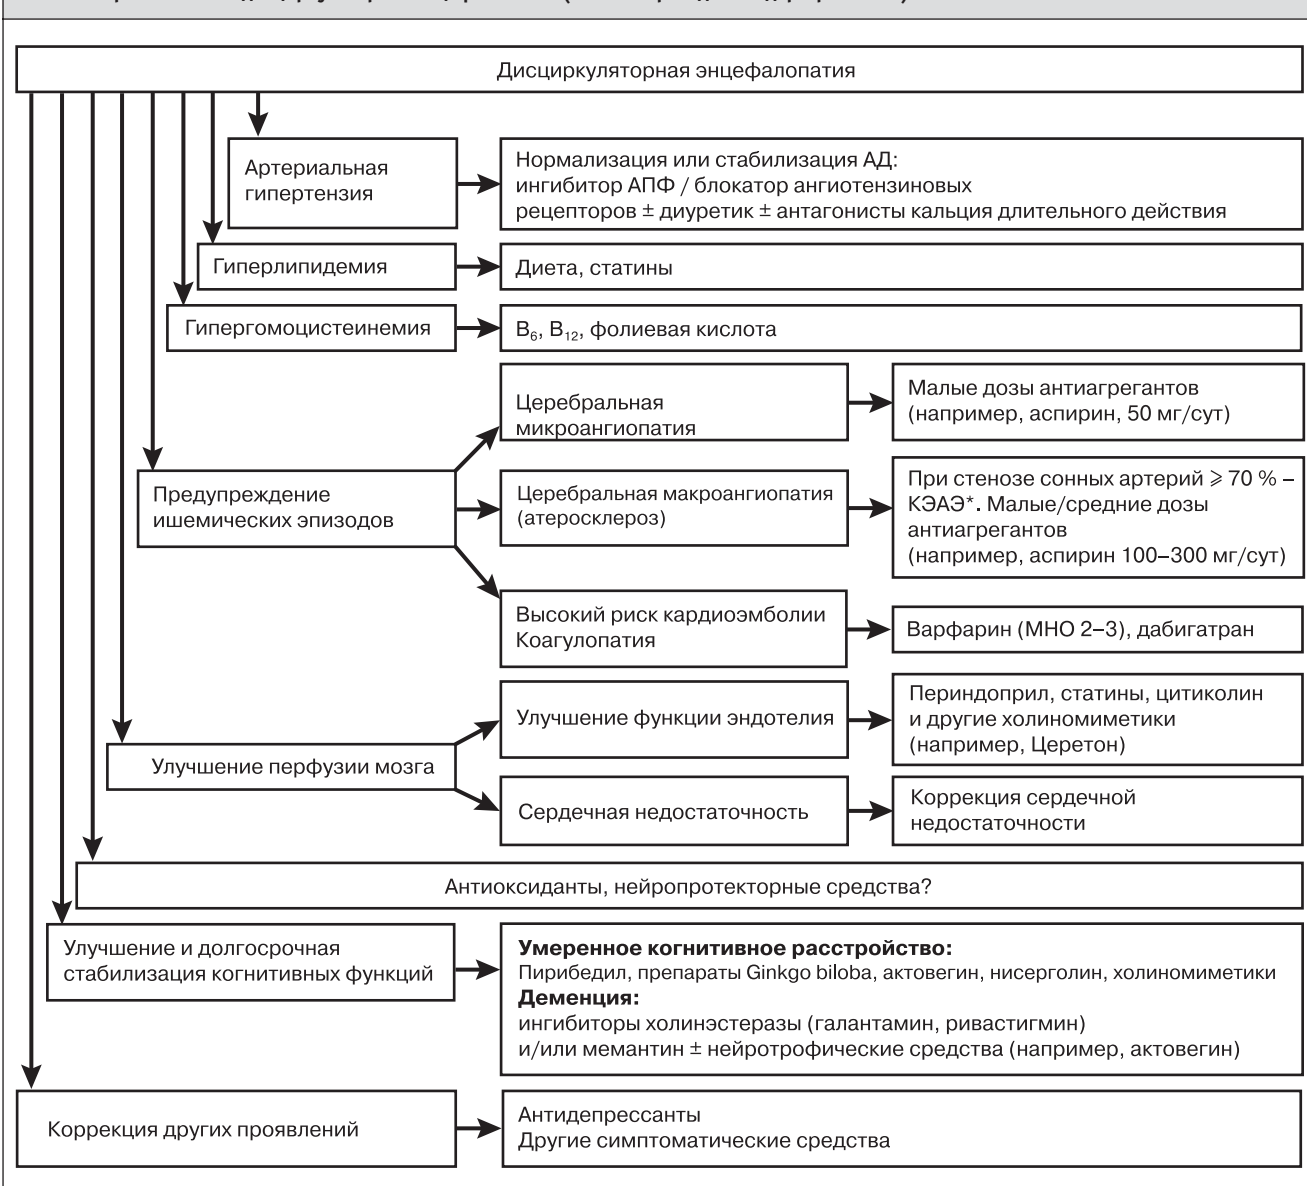 Дисциркуляторная энцефалопатия
Артериальная
гипертензия
Нормализация или стабилизация АД:
ингибитор АПФ / блокатор ангиотензиновых
рецепторов ± диуретик ± антагонисты кальция длительного действия
Гиперлипидемия
Диета, статины
Гипергомоцистеинемия
B₆, B₁₂, фолиевая кислота
Предупреждение
ишемических эпизодов
Церебральная
микроангиопатия
Малые дозы антиагрегантов
(например, аспирин, 50 мг/сут)
Церебральная макроангиопатия
(атеросклероз)
При стенозе сонных артерий ⩾ 70 % –
КЭАЭ*. Малые/средние дозы
антиагрегантов
(например, аспирин 100–300 мг/сут)
Высокий риск кардиоэмболии
Коагулопатия
Варфарин (МНО 2–3), дабигатран
Улучшение перфузии мозга
Улучшение функции эндотелия
Периндоприл, статины, цитиколин
и другие холиномиметики
(например, Церетон)
Сердечная недостаточность
Коррекция сердечной
недостаточности
Антиоксиданты, нейропротекторные средства?
Улучшение и долгосрочная
стабилизация когнитивных функций
Умеренное когнитивное расстройство:
Пирибедил, препараты Ginkgo biloba, актовегин, нисерголин, холиномиметики
Деменция:
ингибиторы холинэстеразы (галантамин, ривастигмин)
и/или мемантин ± нейротрофические средства (например, актовегин)
Коррекция других проявлений
Антидепрессанты
Другие симптоматические средства